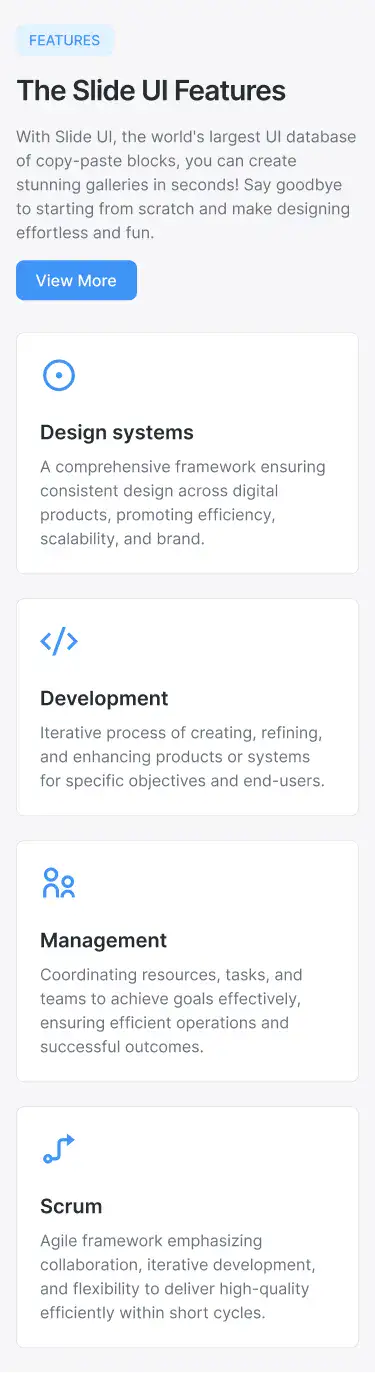 FEATURES
The Slide UI Features
With Slide UI, the world's largest UI database
of copy-paste blocks, you can create
stunning galleries in seconds! Say goodbye
to starting from scratch and make designing
effortless and fun.
View More
Design systems
A comprehensive framework ensuring
consistent design across digital
products, promoting efficiency,
scalability, and brand.
Development
Iterative process of creating, refining,
and enhancing products or systems
for specific objectives and end-users.
Management
Coordinating resources, tasks, and
teams to achieve goals effectively,
ensuring efficient operations and
successful outcomes.
Scrum
Agile framework emphasizing
collaboration, iterative development,
and flexibility to deliver high-quality
efficiently within short cycles.